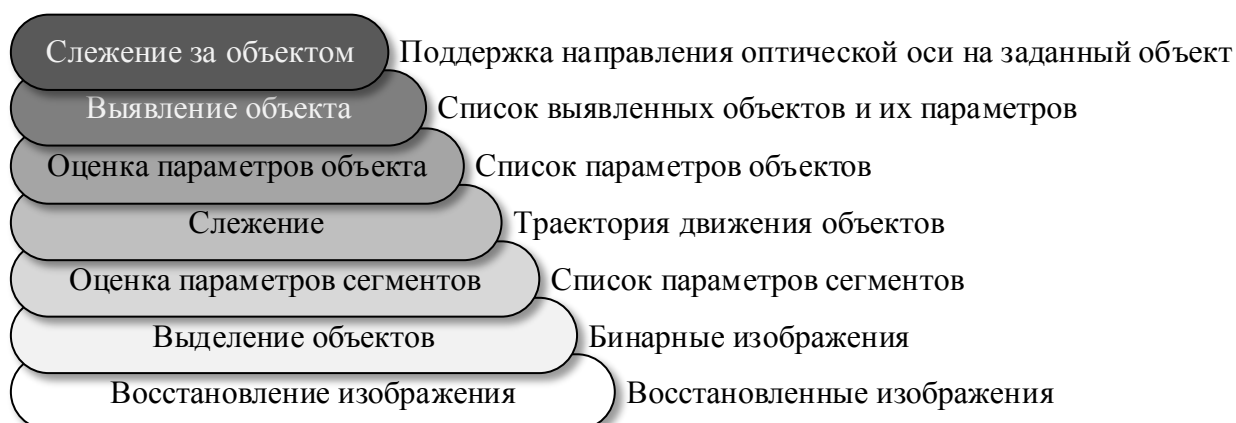 Слежение за объектом Поддержка направления оптической оси на заданный объект
Выявление объекта Список выявленных объектов и их параметров
Оценка параметров объекта Список параметров объектов
Слежение Траектория движения объектов
Оценка параметров сегментов Список параметров сегментов
Выделение объектов Бинарные изображения
Восстановление изображения Восстановленные изображения